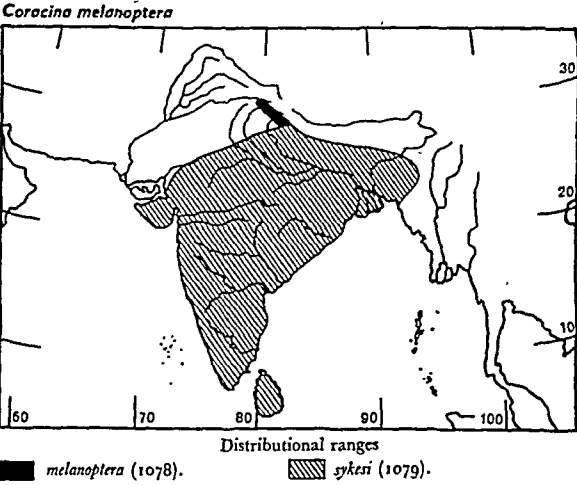 Coracina melanoptera
30
20
10
60 70 80 90 100
Distributional ranges
melanoptera (1078). sykesi (1079).